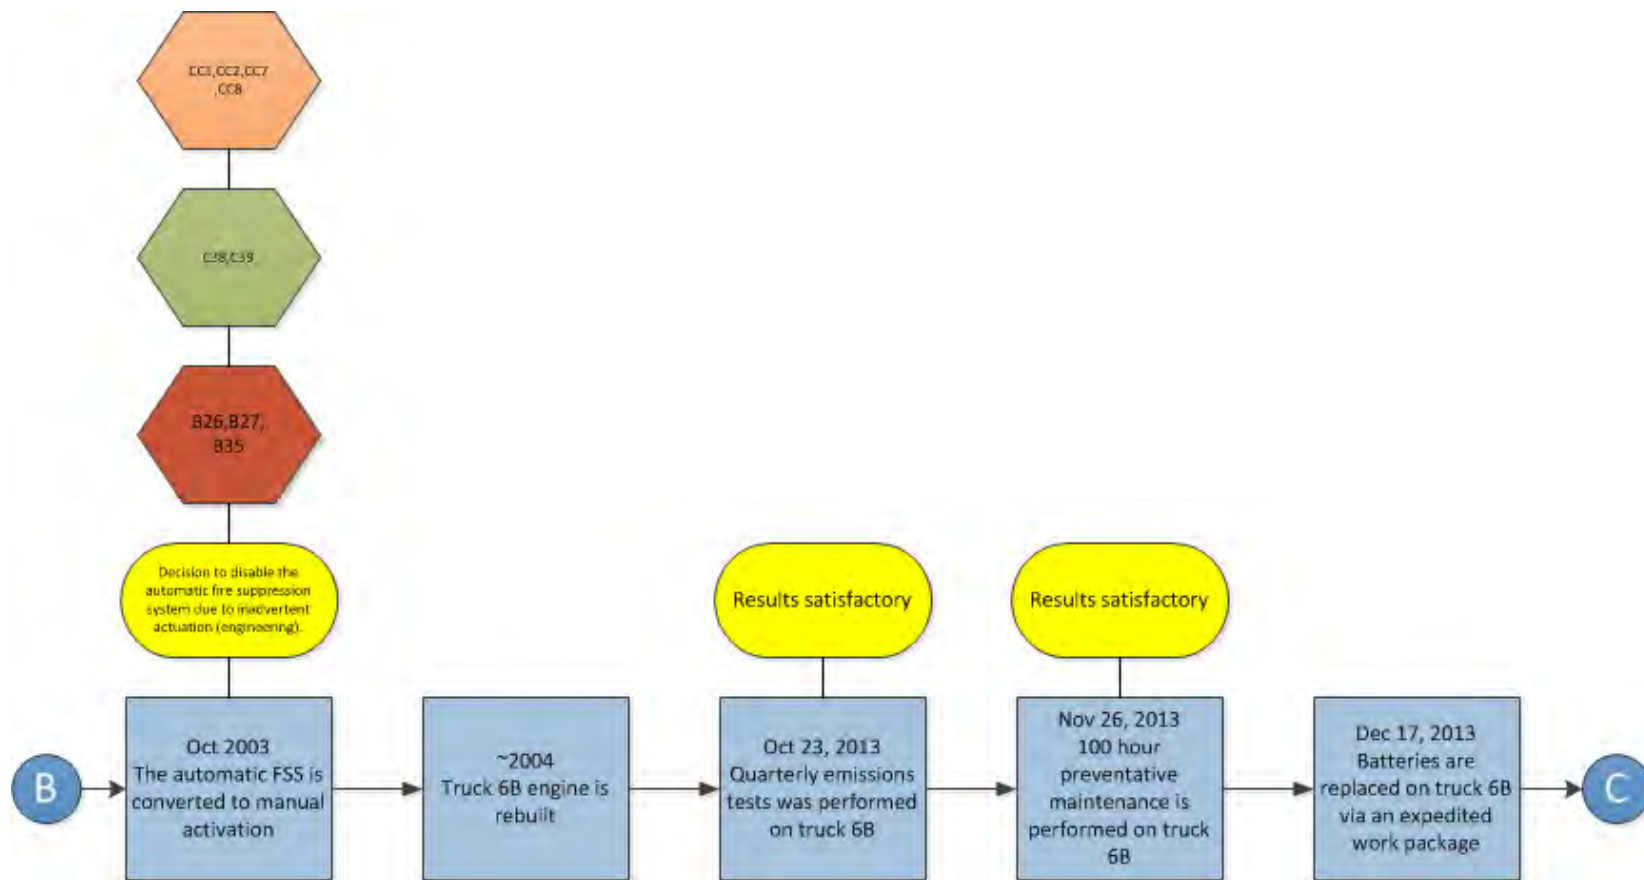 CC1,CC2,CC7
,CC8
C38,C39
B26,B27,
B35
Decision to disable the
automatic fire suppression
system due to inadvertent
actuation (engineering).
Results satisfactory
Results satisfactory
B
Oct 2003
The automatic FSS is
converted to manual
activation
~2004
Truck 6B engine is
rebuilt
Oct 23, 2013
Quarterly emissions
tests was performed
on truck 6B
Nov 26, 2013
100 hour
preventative
maintenance is
performed on truck
6B
Dec 17, 2013
Batteries are
replaced on truck 6B
via an expedited
work package
C